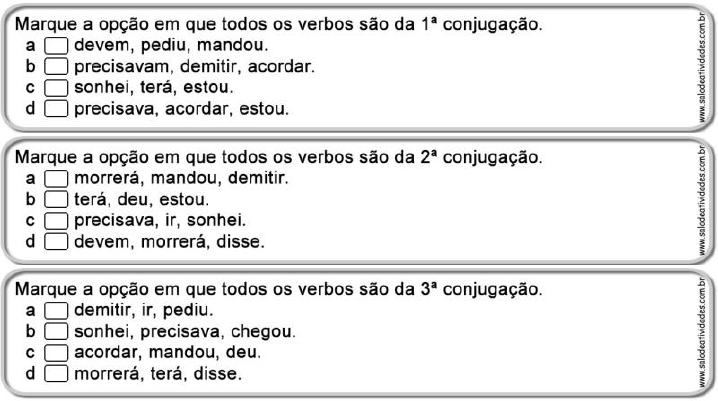 Marque a opção em que todos os verbos são da 1ª conjugação.
a devem, pediu, mandou.
b precisavam, demitir, acordar.
c sonhei, terá, estou.
d precisava, acordar, estou.
www.salodeatividedes.com.br
Marque a opção em que todos os verbos são da 2ª conjugação.
a morrerá, mandou, demitir.
b terá, deu, estou.
c precisava, ir, sonhei.
d devem, morrerá, disse.
www.salodeatividedes.com.br
Marque a opção em que todos os verbos são da 3ª conjugação.
a demitir, ir, pediu.
b sonhei, precisava, chegou.
c acordar, mandou, deu.
d morrerá, terá, disse.
www.salodeatividedes.com.br